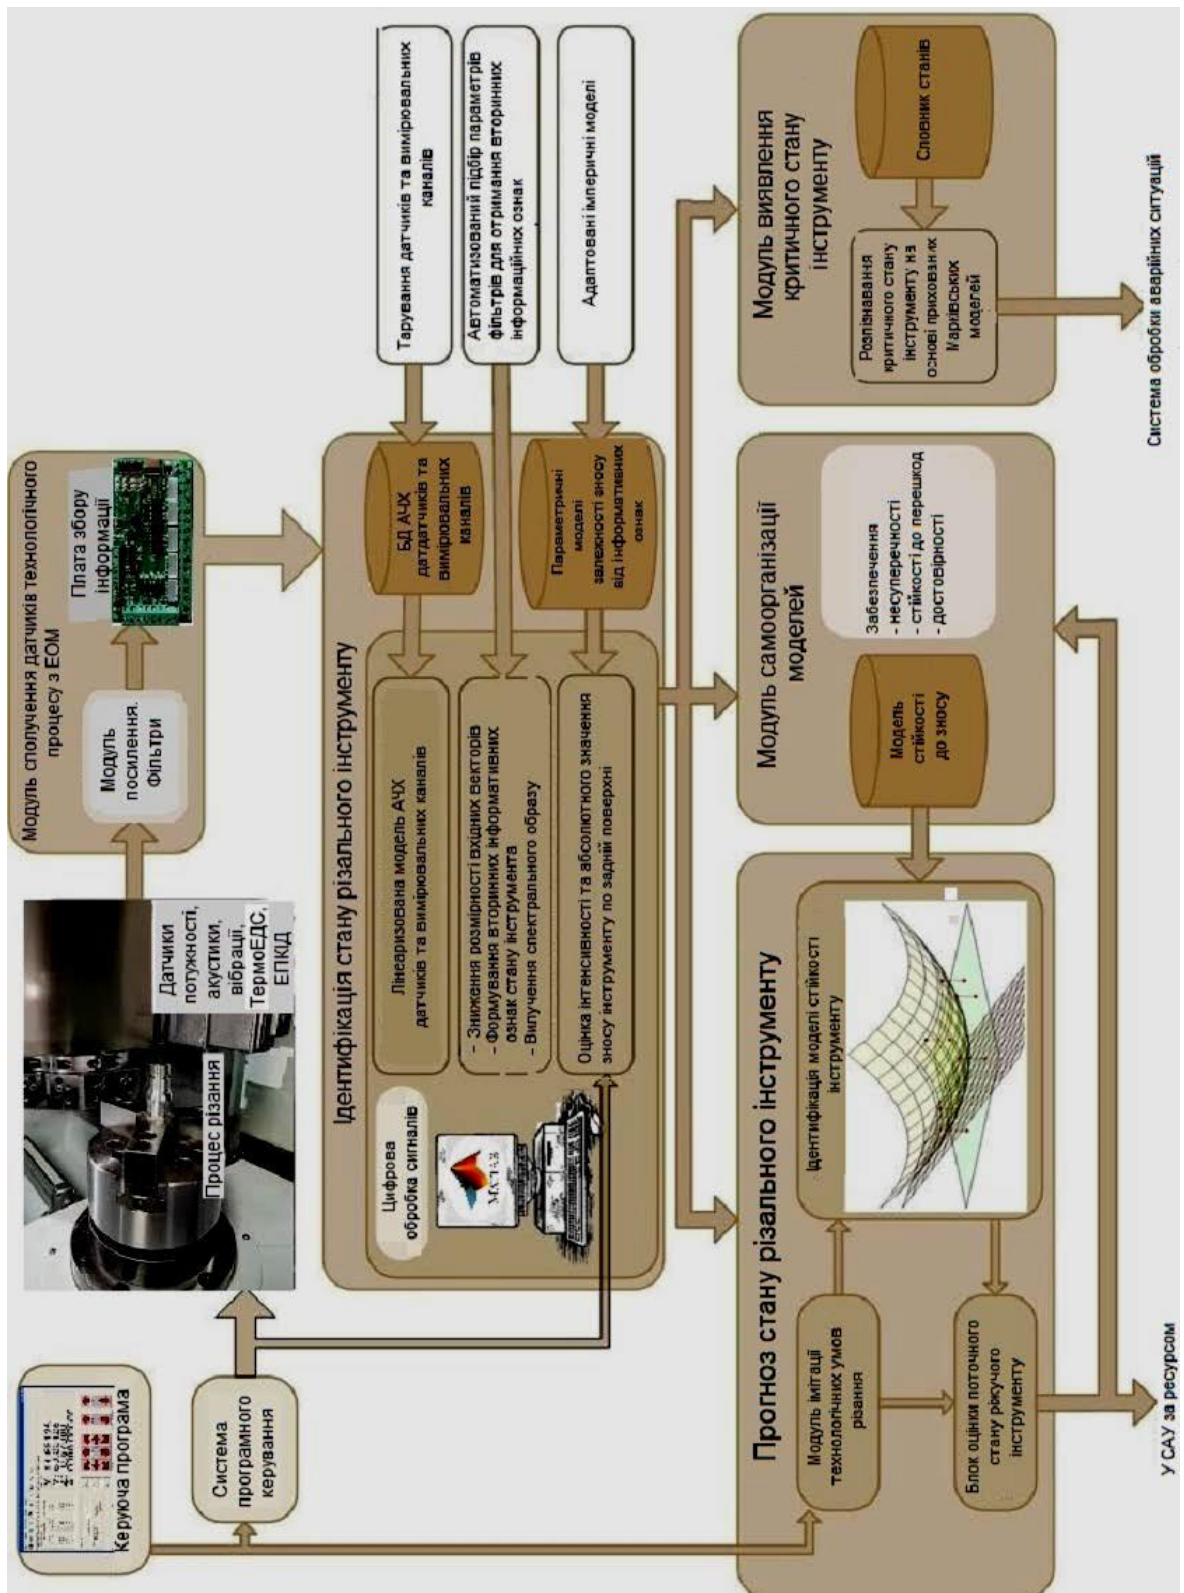 Керуюча програма
Система
програмного
керування
Процес різання
Датчики
потужності,
акустики,
вібрації,
ТермоЕДС,
ЕПКІД
Модуль сполучення датчиків технологічного
процесу з ЕОМ
Модуль
посилення.
Фільтри
Плата збору
інформації
Ідентифікація стану різального інструменту
Цифрова
обробка сигналів
MATLAB
Лінеаризована модель АЧХ
датчиків та вимірювальних каналів
- Зниження розмірності вхідних векторів
- Формування вторинних інформативних
ознак стану інструмента
- Вилучення спектрального образу
Оцінка інтенсивності та абсолютного значення
зносу інструменту по задній поверхні
БД АЧХ
датдатчиків та
вимірювальних
каналів
Параметричні
моделі
залежності зносу
від інформативних
ознак
Тарування датчиків та вимірювальних
каналів
Автоматизований підбір параметрів
фільтрів для отримання вторинних
інформаційних ознак
Адаптовані імперичні моделі
Прогноз стану різального інструменту
Модуль імітації
технологічних умов
різання
Блок оцінки поточного
стану ріжучого
інструменту
Ідентифікація моделі стійкості
інструменту
Модуль самоорганізації
моделей
Модель
стійкості
до зносу
Забезпечення
- несуперечності
- стійкості до перешкод
- достовірності
Модуль виявлення
критичного стану
інструменту
Розпізнавання
критичного стану
інструменту на
основі прихованих
Марківських
моделей
Словник станів
У САУ за ресурсом
Система обробки аварійних ситуацій